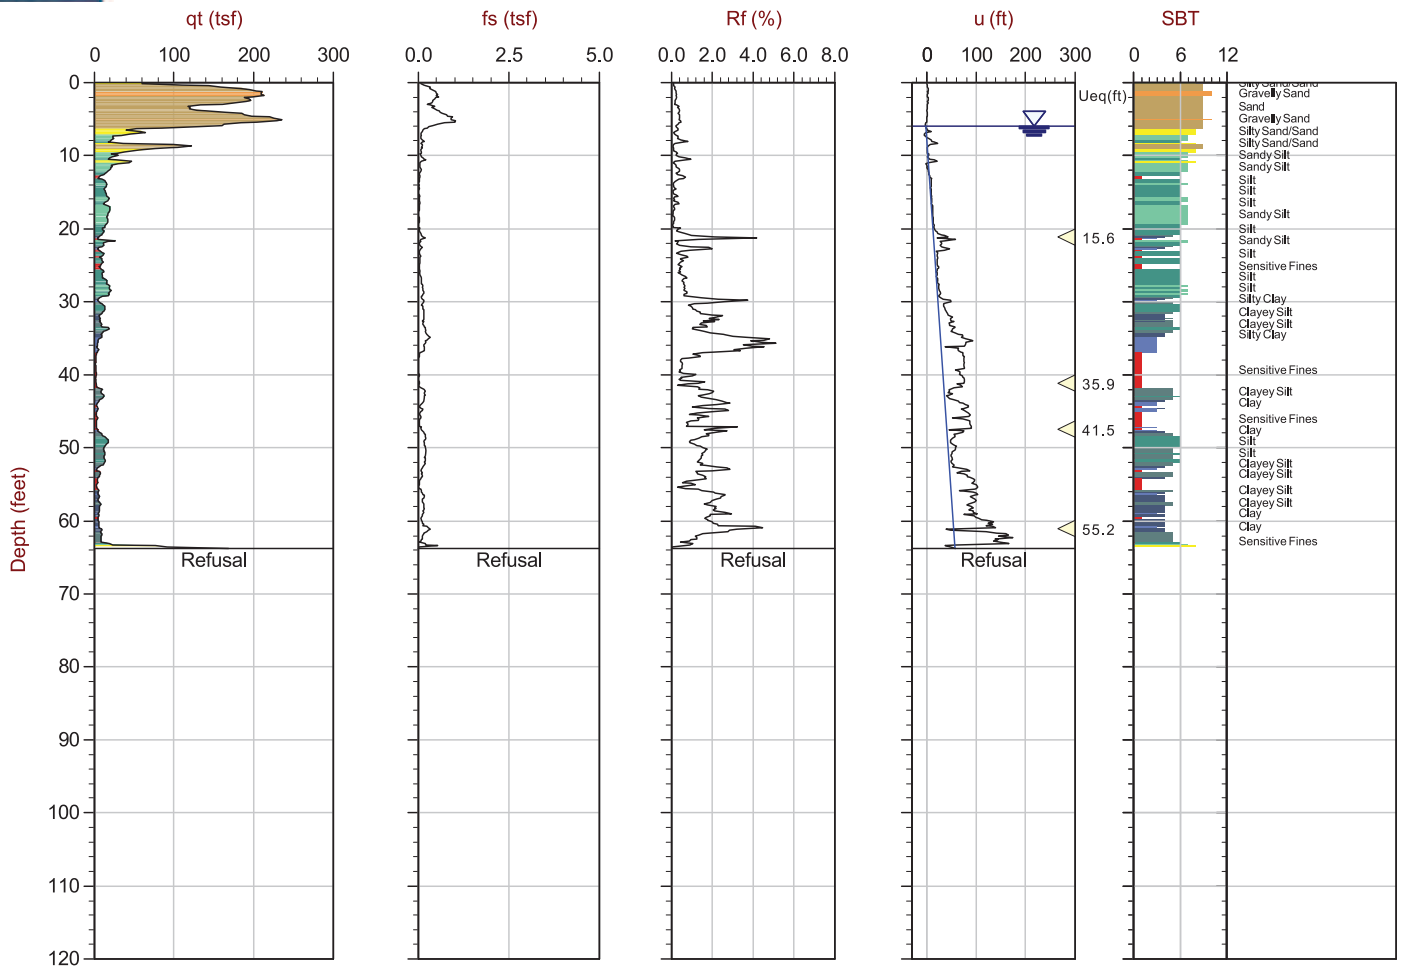 qt (tsf)
fs (tsf)
Rf (%)
u (ft)
SBT
0 100 200 300
0.0 2.5 5.0
0.0 2.0 4.0 6.0 8.0
0 100 200 300
0 6 12
Depth (feet)
0
10
20
30
40
50
60
70
80
90
100
110
120
Refusal
Refusal
Refusal
Refusal
Ueq(ft)
15.6
35.9
41.5
55.2
Silty Sand/Sand
Gravelly Sand
Sand
Gravelly Sand
Silty Sand/Sand
Silty Sand/Sand
Sandy Silt
Sandy Silt
Silt
Silt
Silt
Sandy Silt
Silt
Sandy Silt
Silt
Sensitive Fines
Silt
Silt
Silty Clay
Clayey Silt
Clayey Silt
Silty Clay
Sensitive Fines
Clayey Silt
Clay
Sensitive Fines
Clay
Silt
Silt
Clayey Silt
Clayey Silt
Clayey Silt
Clayey Silt
Clay
Clay
Sensitive Fines